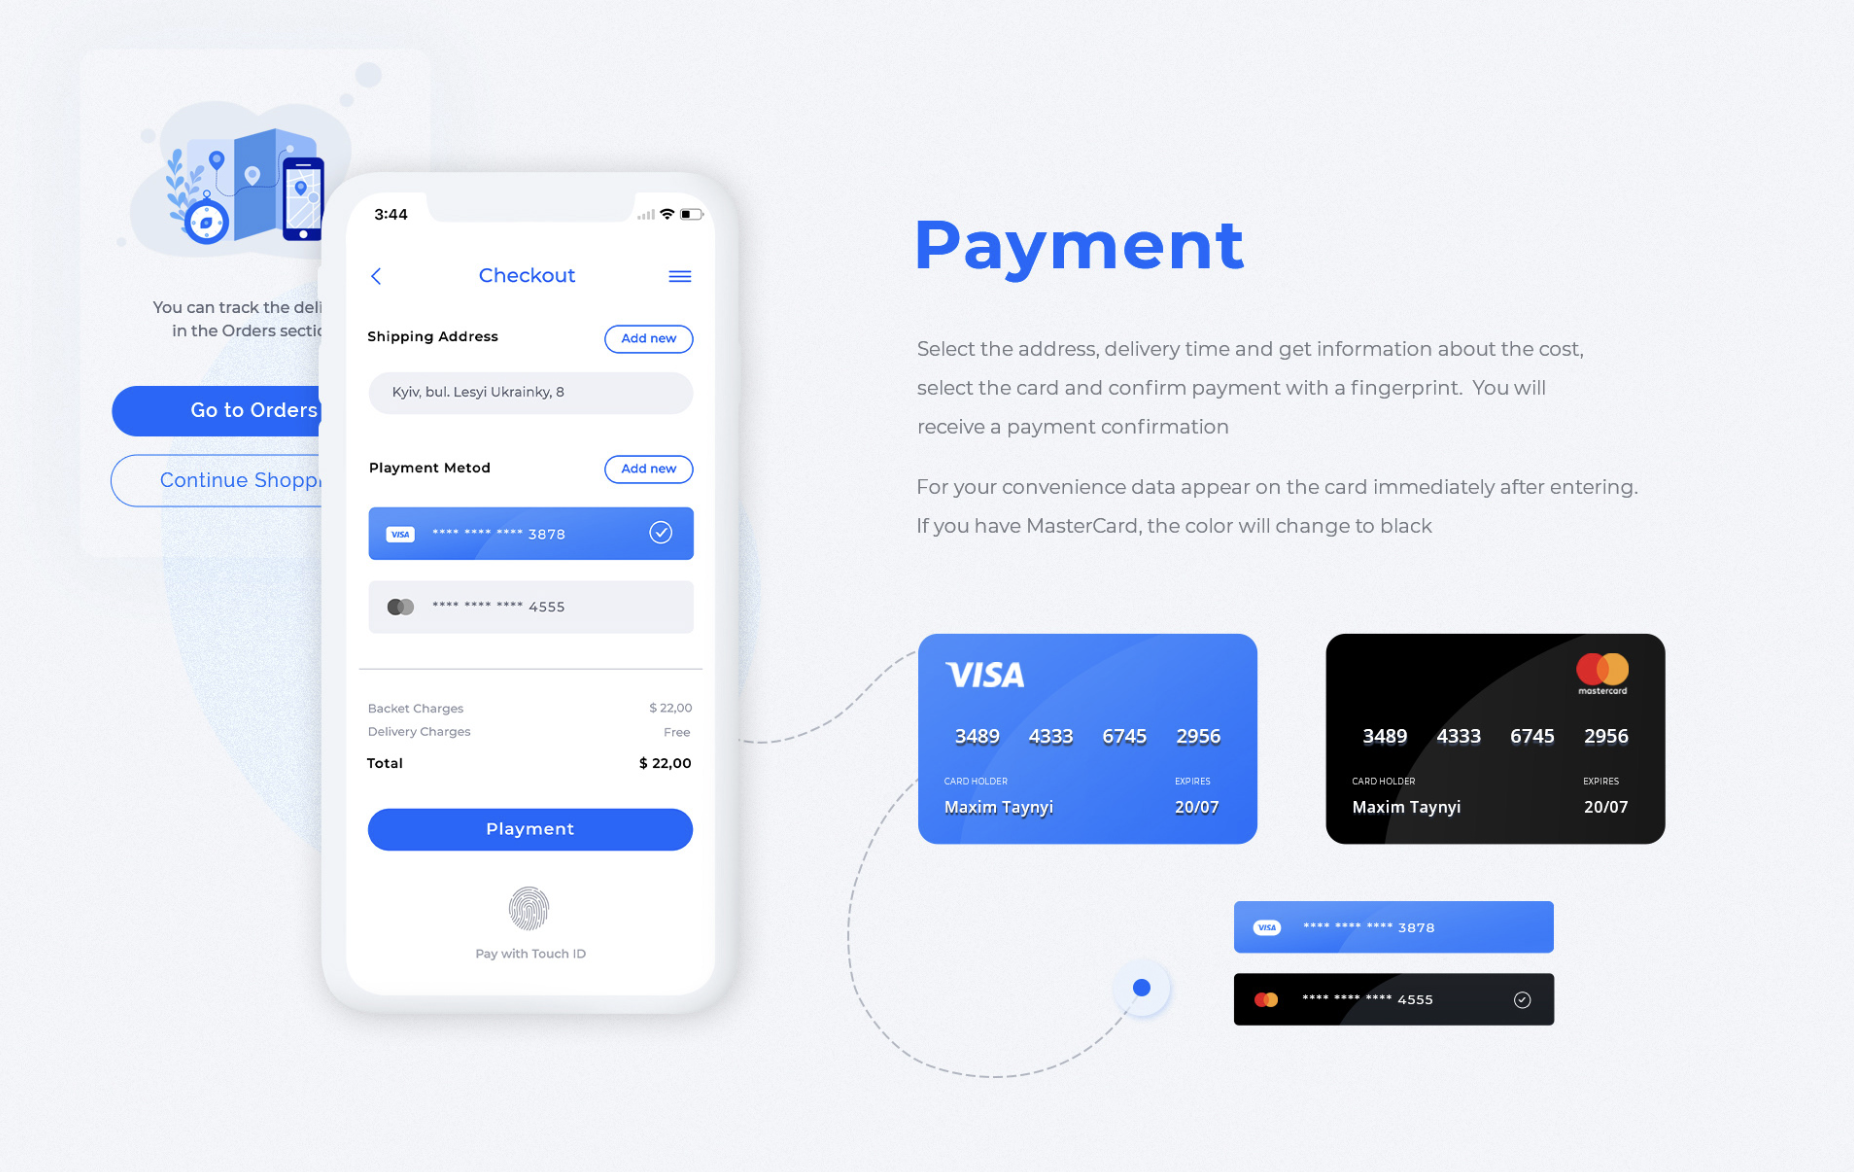 You can track the deli
in the Orders sectio
Go to Orders
Continue Shopp
3:44
Checkout
Shipping Address
Add new
Kyiv, bul. Lesyi Ukrainky, 8
Playment Metod
Add new
VISA **** **** **** 3878
**** **** **** 4555
Backet Charges $ 22,00
Delivery Charges Free
Total $ 22,00
Playment
Pay with Touch ID
Payment
Select the address, delivery time and get information about the cost,
select the card and confirm payment with a fingerprint. You will
receive a payment confirmation
For your convenience data appear on the card immediately after entering.
If you have MasterCard, the color will change to black
VISA
3489 4333 6745 2956
CARD HOLDER EXPIRES
Maxim Taynyi 20/07
mastercard
3489 4333 6745 2956
CARD HOLDER EXPIRES
Maxim Taynyi 20/07
VISA **** **** **** 3878
**** **** **** 4555